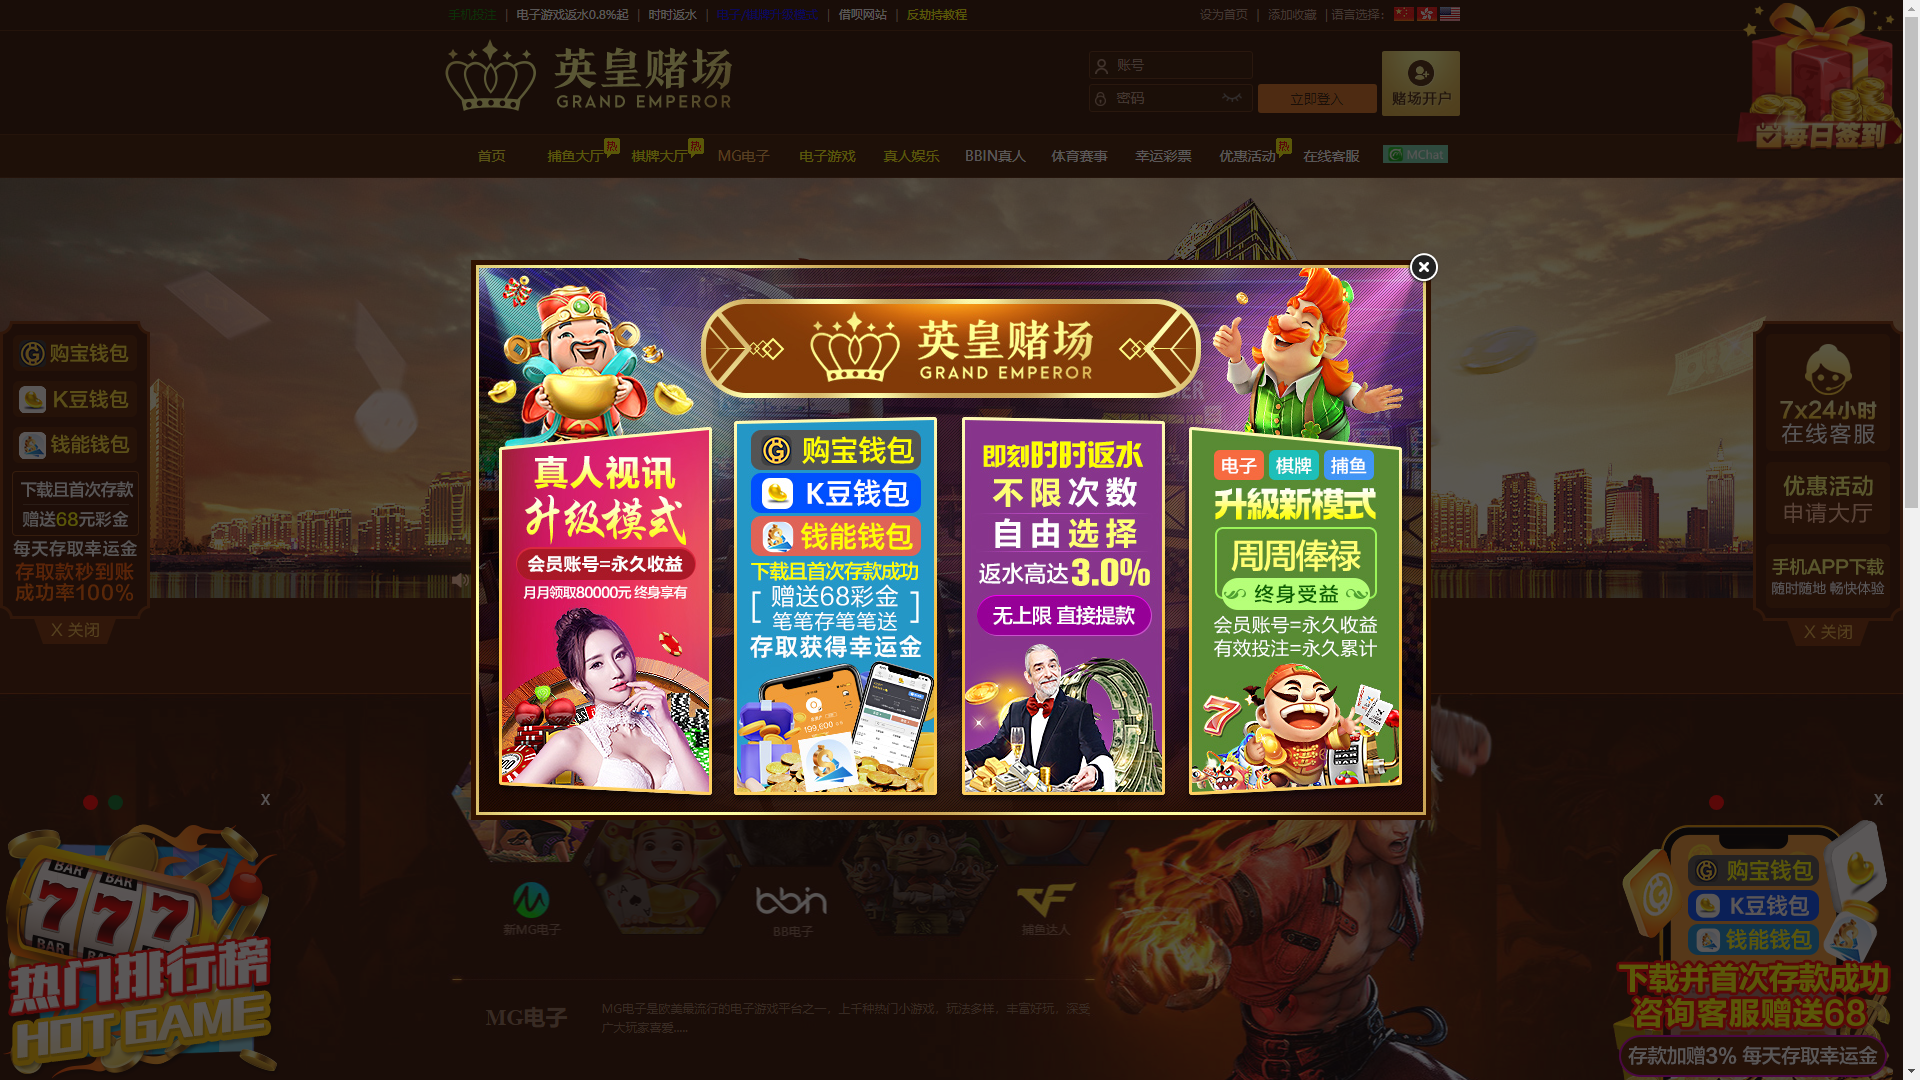 手机投注 | 电子游戏返水0.8%起 | 时时返水 | | 借呗网站 | 反劫持教程
设为首页 | 添加收藏 | 语言选择：
英皇赌场
GRAND EMPEROR
账号
密码
立即登入
赌场开户
每日签到
首页
捕鱼大厅
热
棋牌大厅
热
MG电子
电子游戏
真人娱乐
BBIN真人
体育赛事
幸运彩票
优惠活动
热
在线客服
MChat
购宝钱包
K豆钱包
钱能钱包
下载且首次存款
赠送68元彩金
每天存取幸运金
存取款秒到账
成功率100%
X 关闭
英皇赌场
GRAND EMPEROR
真人视讯
升级模式
会员账号=永久收益
月月领取80000元 终身享有
购宝钱包
K豆钱包
钱能钱包
下载且首次存款成功
赠送68彩金
笔笔存笔笔送
存取获得幸运金
199,600
即刻时时返水
不限次数
自由选择
返水高达3.0%
无上限 直接提款
电子 棋牌 捕鱼
升級新模式
周周俸禄
终身受益
会员账号=永久收益
有效投注=永久累计
7
BAR
7x24小时
在线客服
优惠活动
申请大厅
手机APP下载
随时随地 畅快体验
X 关闭
X
BAR BAR
777
BAR BAR
热门排行榜
HOT GAME
新MG电子
bbin
BB电子
捕鱼达人
MG电子
MG电子是欧美最流行的电子游戏平台之一，上千种热门小游戏、玩法多样、丰富好玩、深受
广大玩家喜爱.....
X
购宝钱包
K豆钱包
钱能钱包
下载并首次存款成功
咨询客服赠送68
存款加赠3% 每天存取幸运金